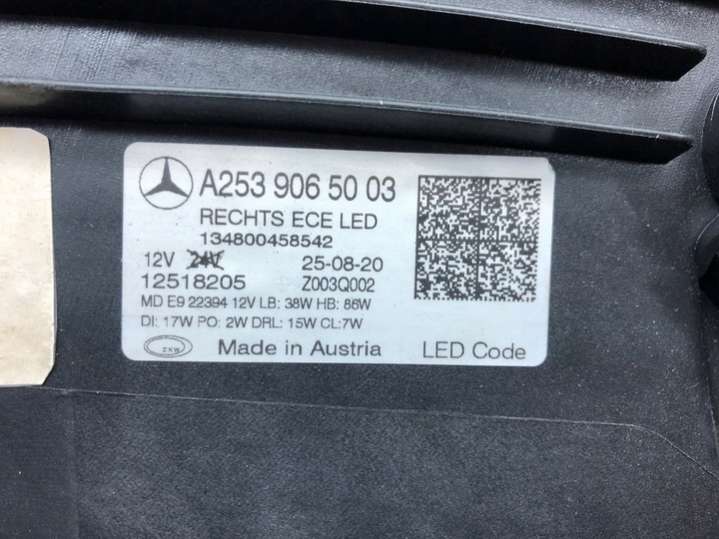 A253 906 50 03
RECHTS ECE LED
134800458542
12V 24V 25-08-20
12518205 Z003Q002
MD E9 22394 12V LB: 38W HB: 86W
DI: 17W PO: 2W DRL: 15W CL:7W
ZKW Made in Austria LED Code